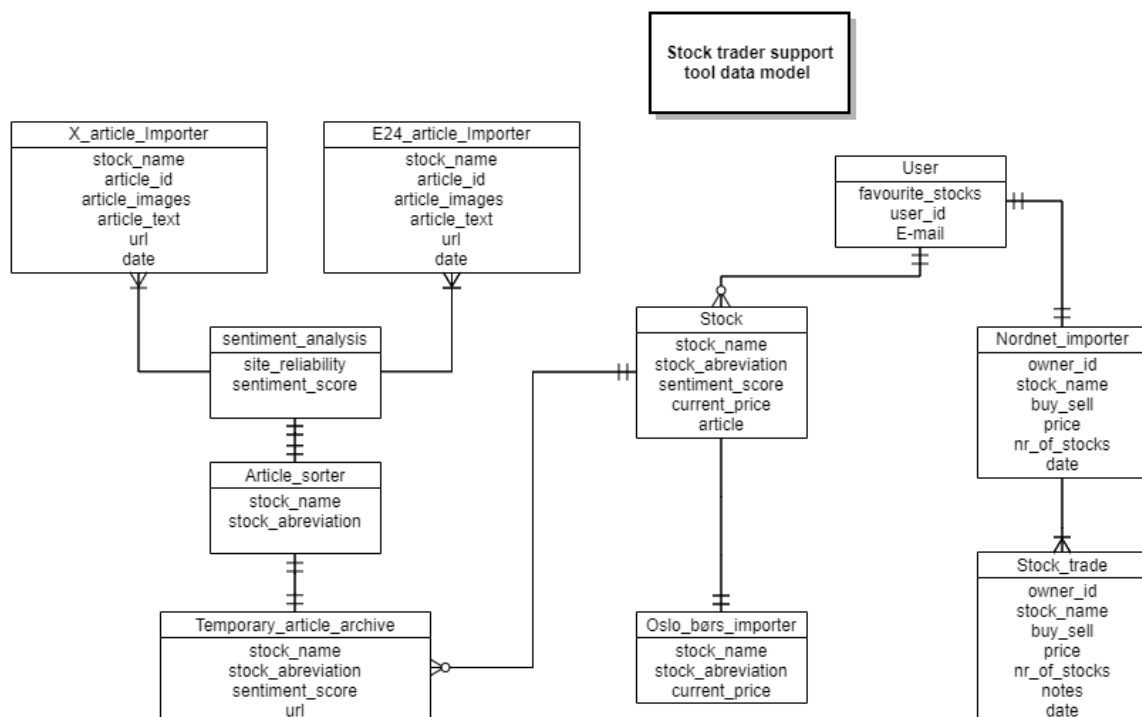 Stock trader support
tool data model
X_article_Importer
stock_name
article_id
article_images
article_text
url
date
E24_article_Importer
stock_name
article_id
article_images
article_text
url
date
User
favourite_stocks
user_id
E-mail
sentiment_analysis
site_reliability
sentiment_score
Stock
stock_name
stock_abreviation
sentiment_score
current_price
article
Nordnet_importer
owner_id
stock_name
buy_sell
price
nr_of_stocks
date
Article_sorter
stock_name
stock_abreviation
Temporary_article_archive
stock_name
stock_abreviation
sentiment_score
url
Oslo_børs_importer
stock_name
stock_abreviation
current_price
Stock_trade
owner_id
stock_name
buy_sell
price
nr_of_stocks
notes
date